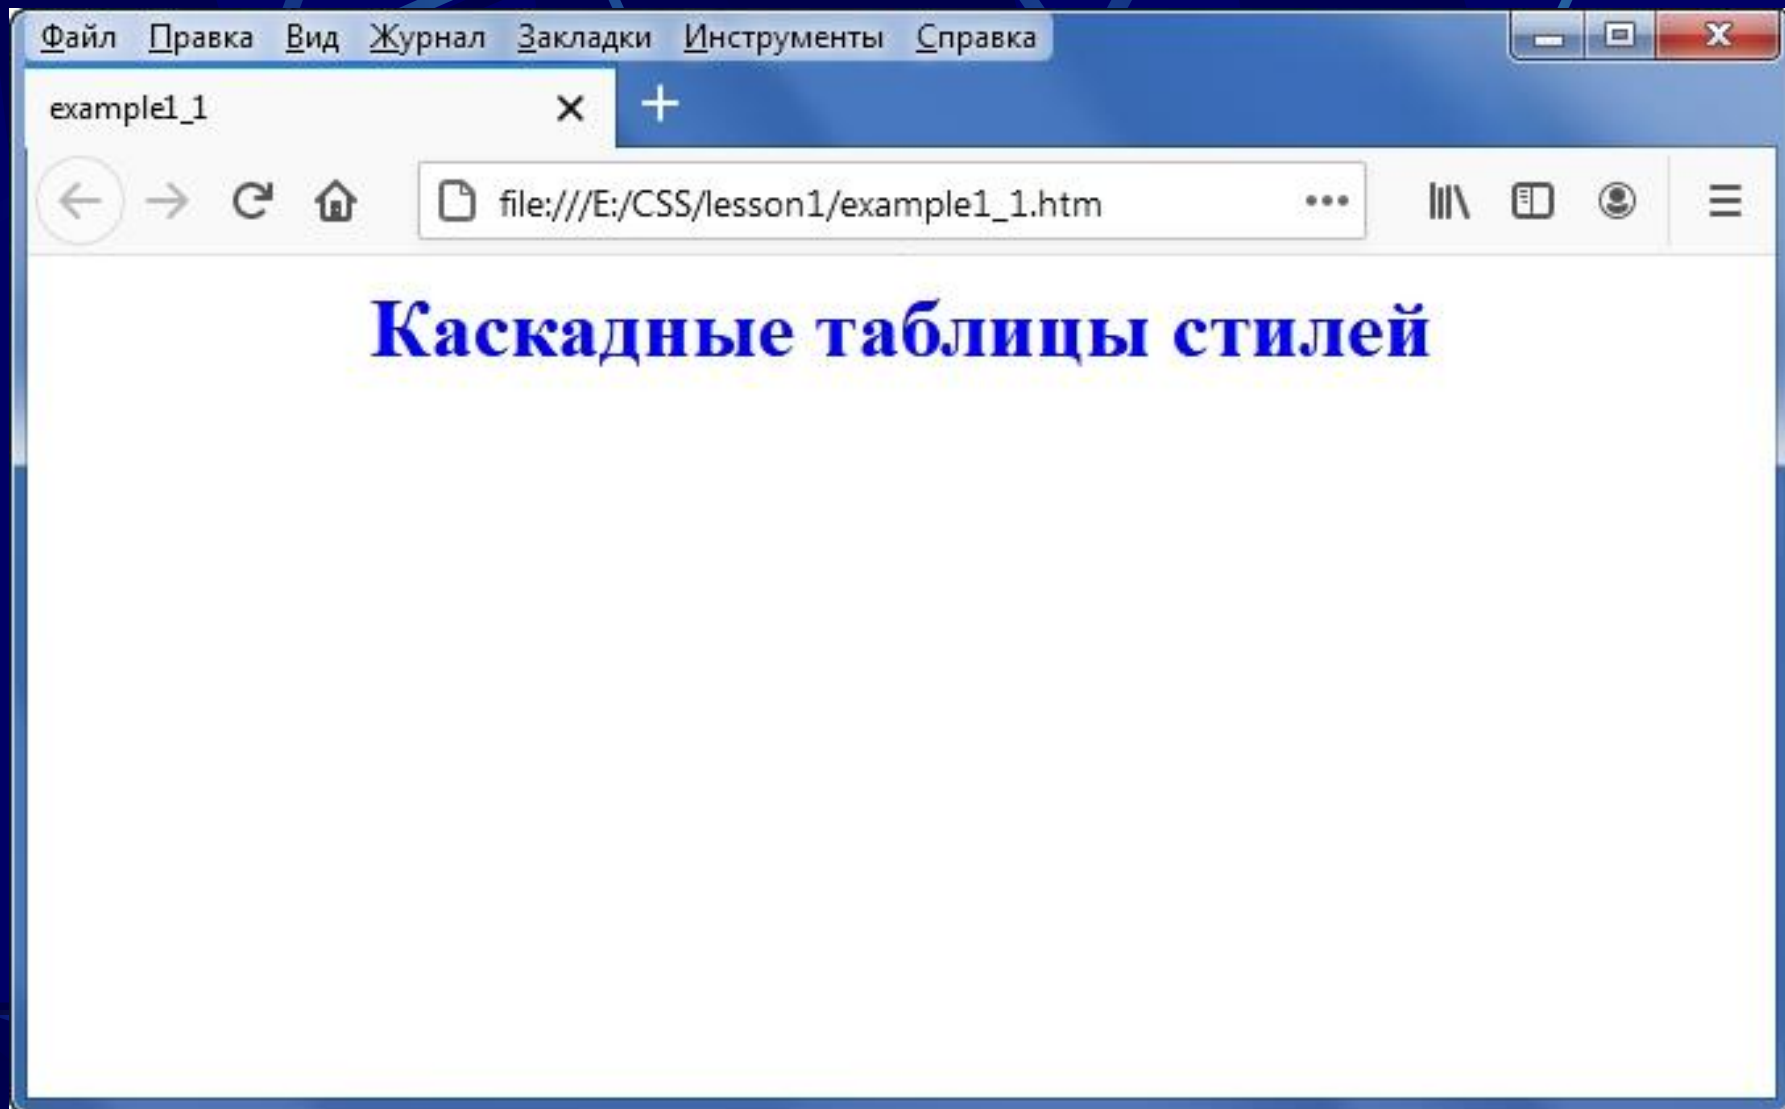 Файл Правка Вид Журнал Закладки Инструменты Справка
example1_1
file:///E:/CSS/lesson1/example1_1.htm
Каскадные таблицы стилей